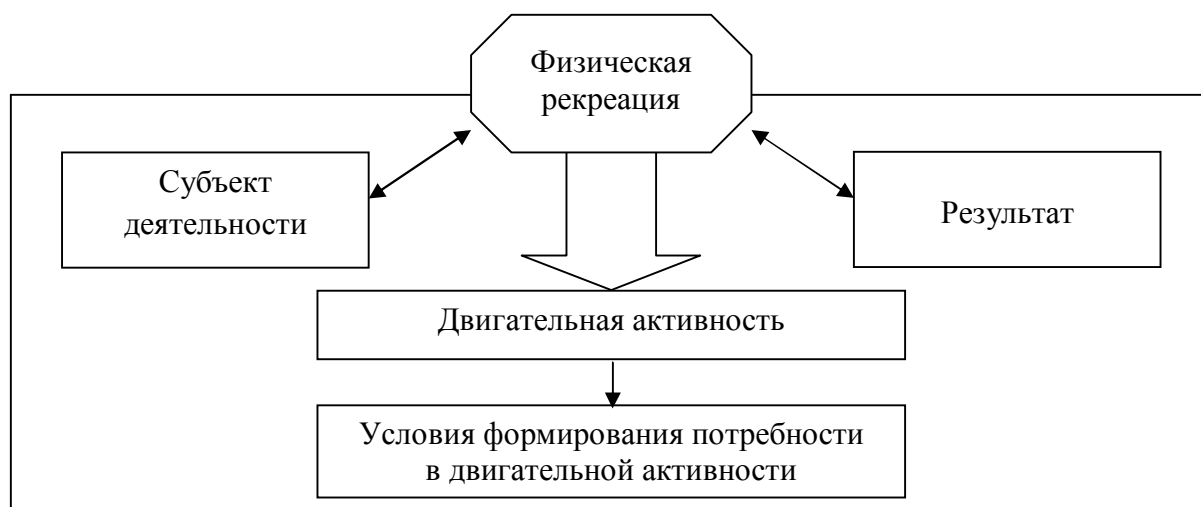 Физическая
рекреация
Субъект
деятельности
Результат
Двигательная активность
Условия формирования потребности
в двигательной активности